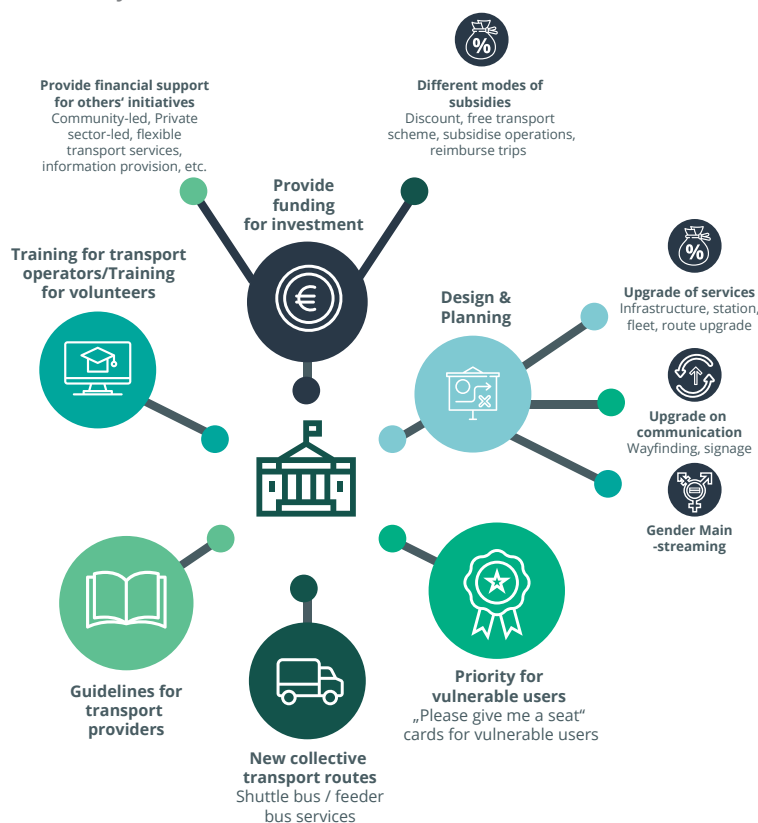 %
Provide financial support
for others' initiatives
Community-led, Private
sector-led, flexible
transport services,
information provision, etc.
Different modes of
subsidies
Discount, free transport
scheme, subsidise operations,
reimburse trips
Provide
funding
for investment
€
Training for transport
operators/Training
for volunteers
Design &
Planning
%
Upgrade of services
Infrastructure, station,
fleet, route upgrade
Upgrade on
communication
Wayfinding, signage
Gender Main
-streaming
Guidelines for
transport
providers
Priority for
vulnerable users
„Please give me a seat“
cards for vulnerable users
New collective
transport routes
Shuttle bus / feeder
bus services